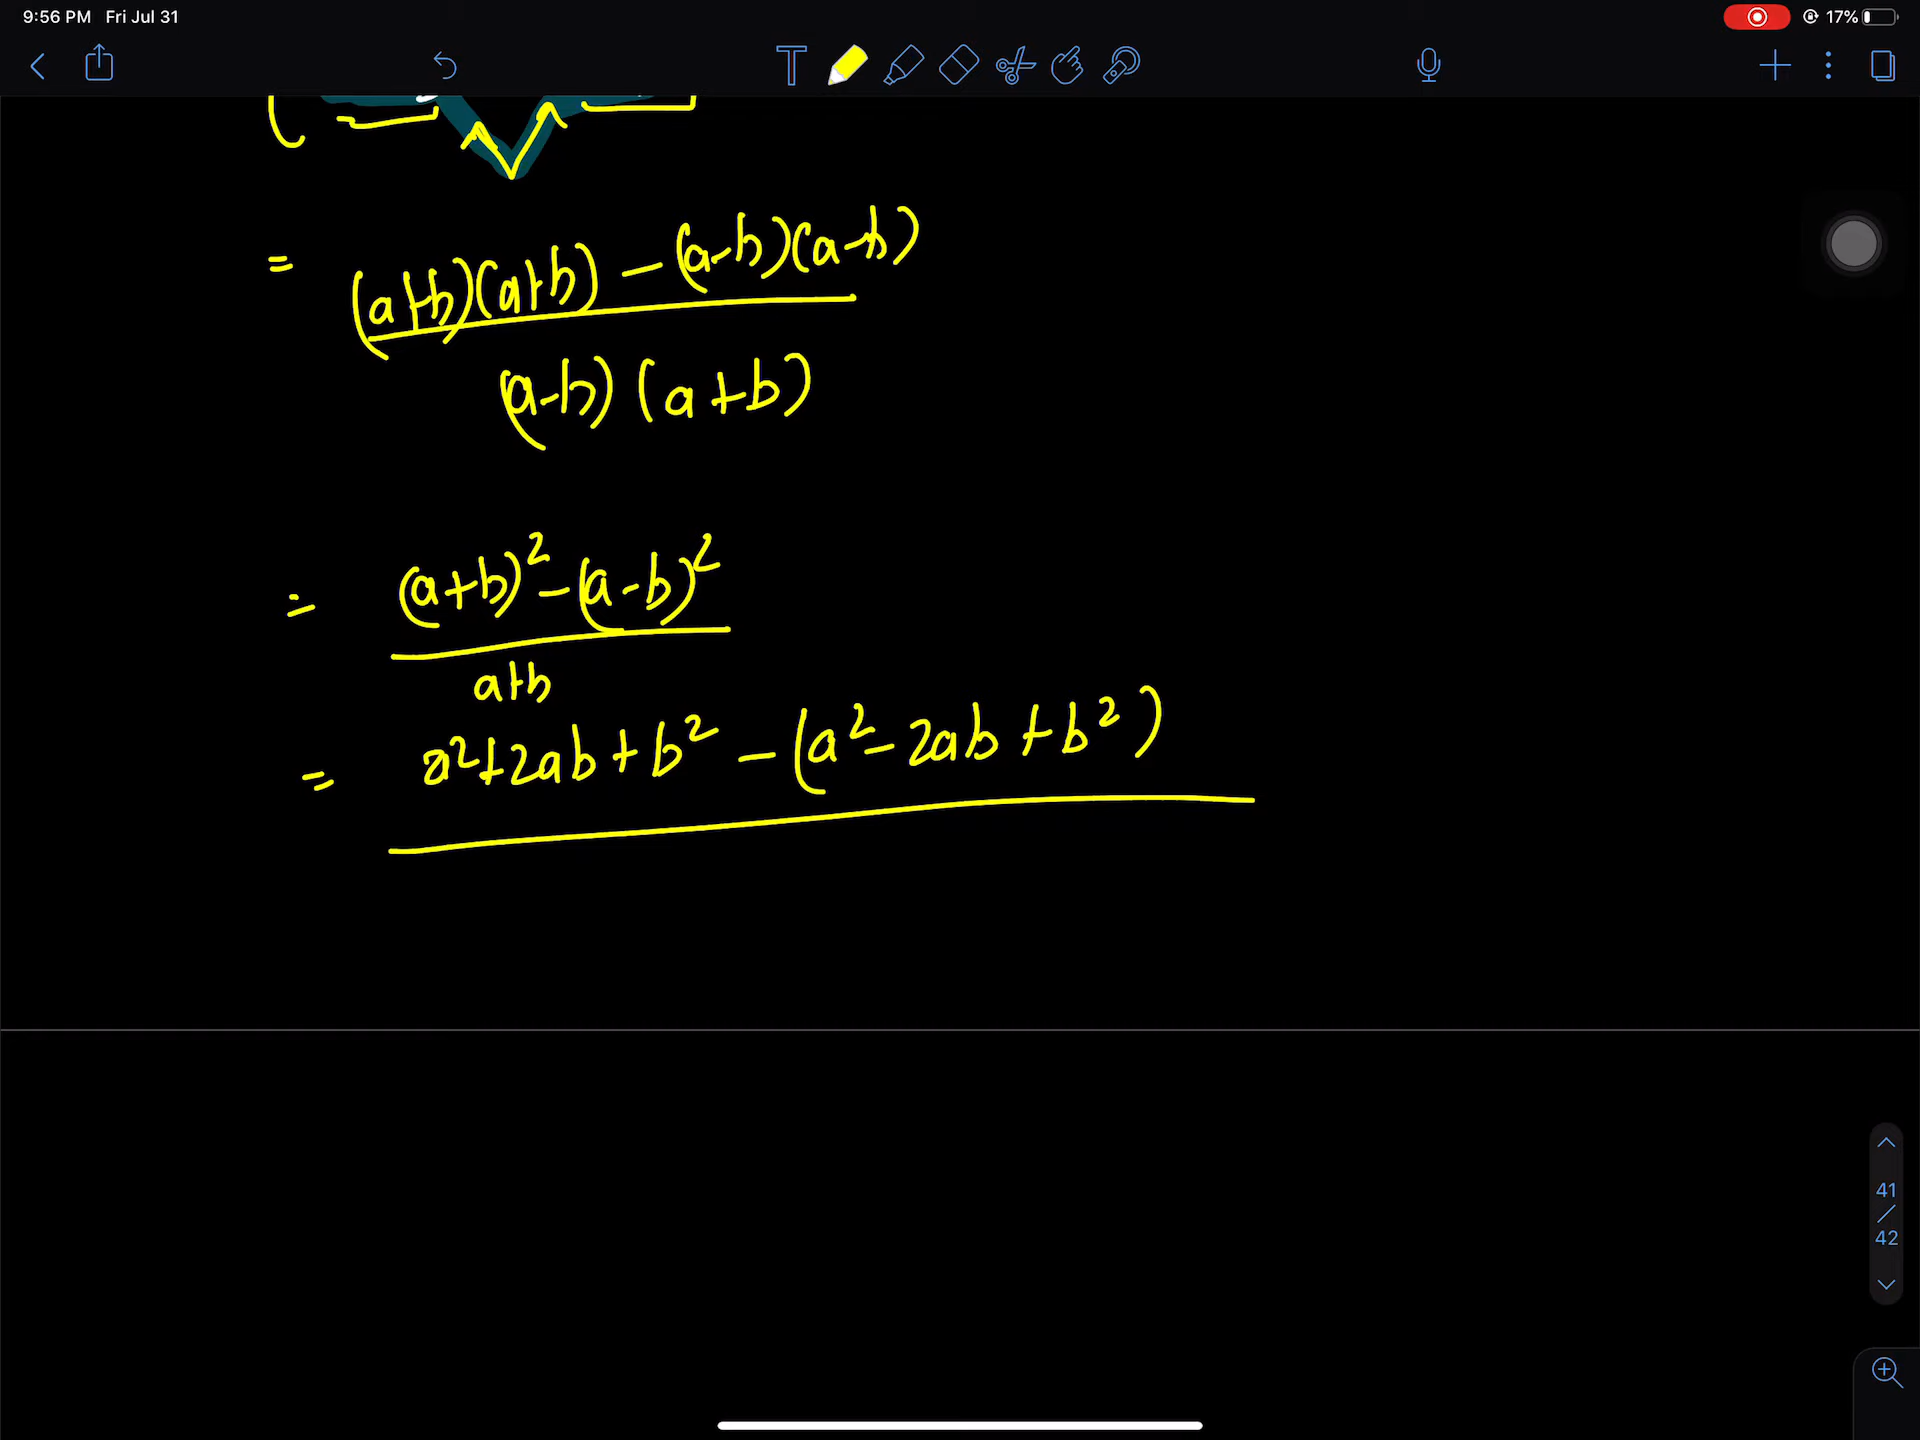 9:56 PM Fri Jul 31 17%
T
= (a+b)(a+b) - (a-b)(a-b)
(a-b) (a+b)
= (a+b)² - (a-b)²
a+b
= a²+2ab+b² - (a²-2ab+b²)
41
/
42